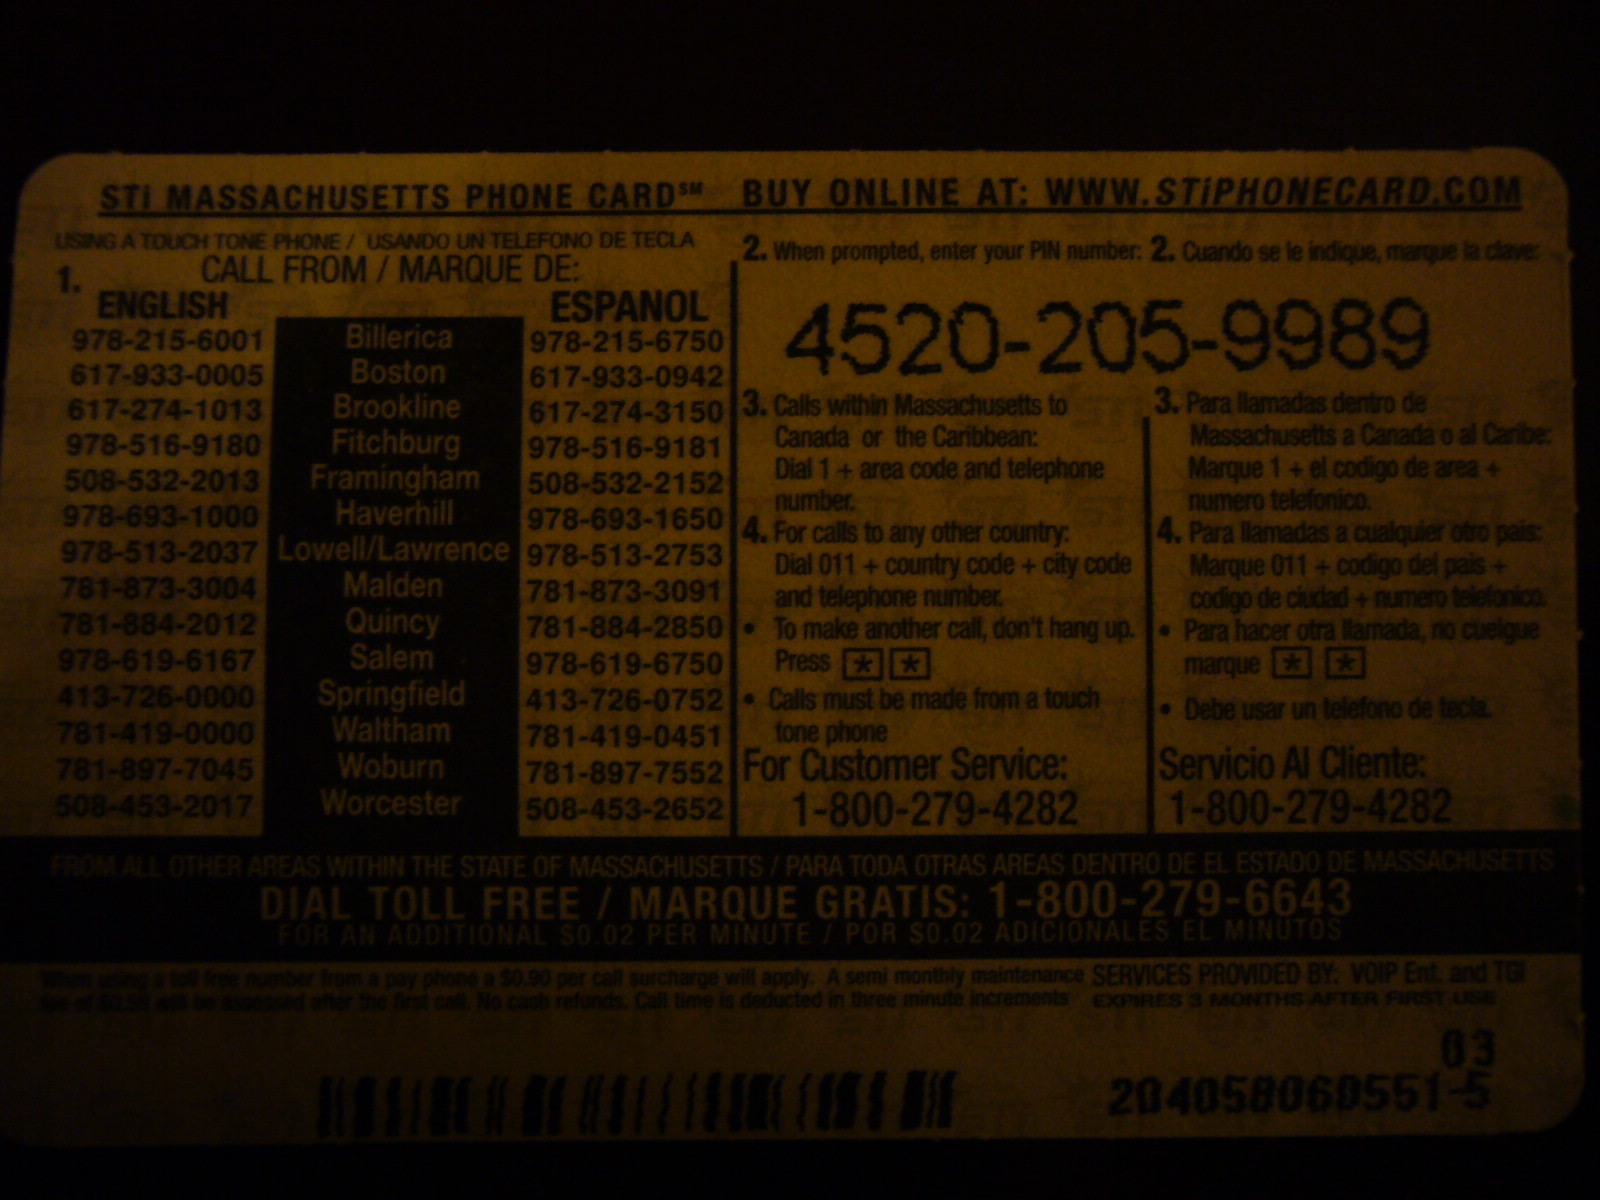 STi MASSACHUSETTS PHONE CARD℠ BUY ONLINE AT: WWW.STiPHONECARD.COM
USING A TOUCH TONE PHONE / USANDO UN TELEFONO DE TECLA
1. CALL FROM / MARQUE DE:
ENGLISH ESPANOL
978-215-6001 Billerica 978-215-6750
617-933-0005 Boston 617-933-0942
617-274-1013 Brookline 617-274-3150
978-516-9180 Fitchburg 978-516-9181
508-532-2013 Framingham 508-532-2152
978-693-1000 Haverhill 978-693-1650
978-513-2037 Lowell/Lawrence 978-513-2753
781-873-3004 Malden 781-873-3091
781-884-2012 Quincy 781-884-2850
978-619-6167 Salem 978-619-6750
413-726-0000 Springfield 413-726-0752
781-419-0000 Waltham 781-419-0451
781-897-7045 Woburn 781-897-7552
508-453-2017 Worcester 508-453-2652
2. When prompted, enter your PIN number: 2. Cuando se le indique, marque la clave:
4520-205-9989
3. Calls within Massachusetts to
Canada or the Caribbean:
Dial 1 + area code and telephone
number.
4. For calls to any other country:
Dial 011 + country code + city code
and telephone number.
• To make another call, don't hang up.
Press * *
• Calls must be made from a touch
tone phone
For Customer Service:
1-800-279-4282
3. Para llamadas dentro de
Massachusetts a Canada o al Caribe:
Marque 1 + el codigo de area +
numero telefonico.
4. Para llamadas a cualquier otro pais:
Marque 011 + codigo del pais +
codigo de ciudad + numero telefonico.
• Para hacer otra llamada, no cuelgue
marque * *
• Debe usar un telefono de tecla.
Servicio Al Cliente:
1-800-279-4282
FROM ALL OTHER AREAS WITHIN THE STATE OF MASSACHUSETTS / PARA TODA OTRAS AREAS DENTRO DE EL ESTADO DE MASSACHUSETTS
DIAL TOLL FREE / MARQUE GRATIS: 1-800-279-6643
FOR AN ADDITIONAL $0.02 PER MINUTE / POR $0.02 ADICIONALES EL MINUTOS
When using a toll free number from a pay phone a $0.90 per call surcharge will apply. A semi monthly maintenance
fee of $0.59 will be assessed after the first call. No cash refunds. Call time is deducted in three minute increments
SERVICES PROVIDED BY: VOIP Ent. and TGI
EXPIRES 3 MONTHS AFTER FIRST USE
03
204058060551-5